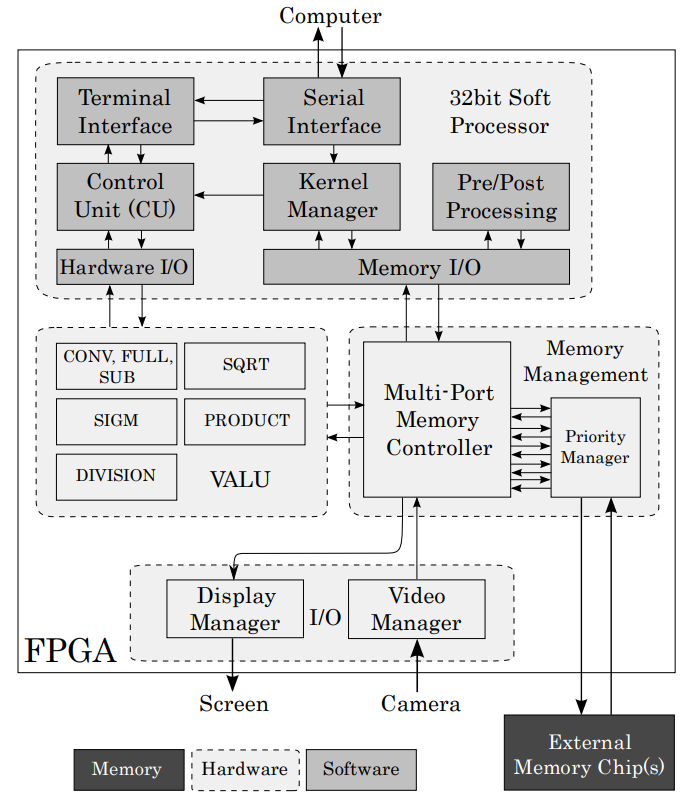 Computer
Terminal
Interface
Serial
Interface
32bit Soft
Processor
Control
Unit (CU)
Kernel
Manager
Pre/Post
Processing
Hardware I/O
Memory I/O
CONV, FULL,
SUB
SQRT
SIGM
PRODUCT
DIVISION
VALU
Multi-Port
Memory
Controller
Memory
Management
Priority
Manager
Display
Manager
I/O
Video
Manager
FPGA
Screen
Camera
External
Memory Chip(s)
Memory
Hardware
Software